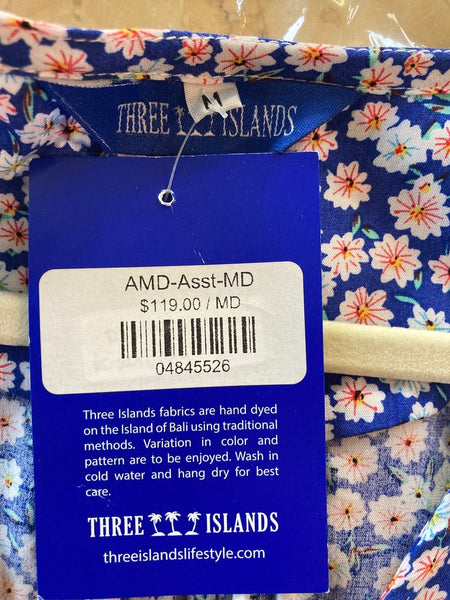 M
THREE ISLANDS
AMD-Asst-MD
$119.00 / MD
04845526
Three Islands fabrics are hand dyed
on the Island of Bali using traditional
methods. Variation in color and
pattern are to be enjoyed. Wash in
cold water and hang dry for best
care.
THREE ISLANDS
threeislandslifestyle.com